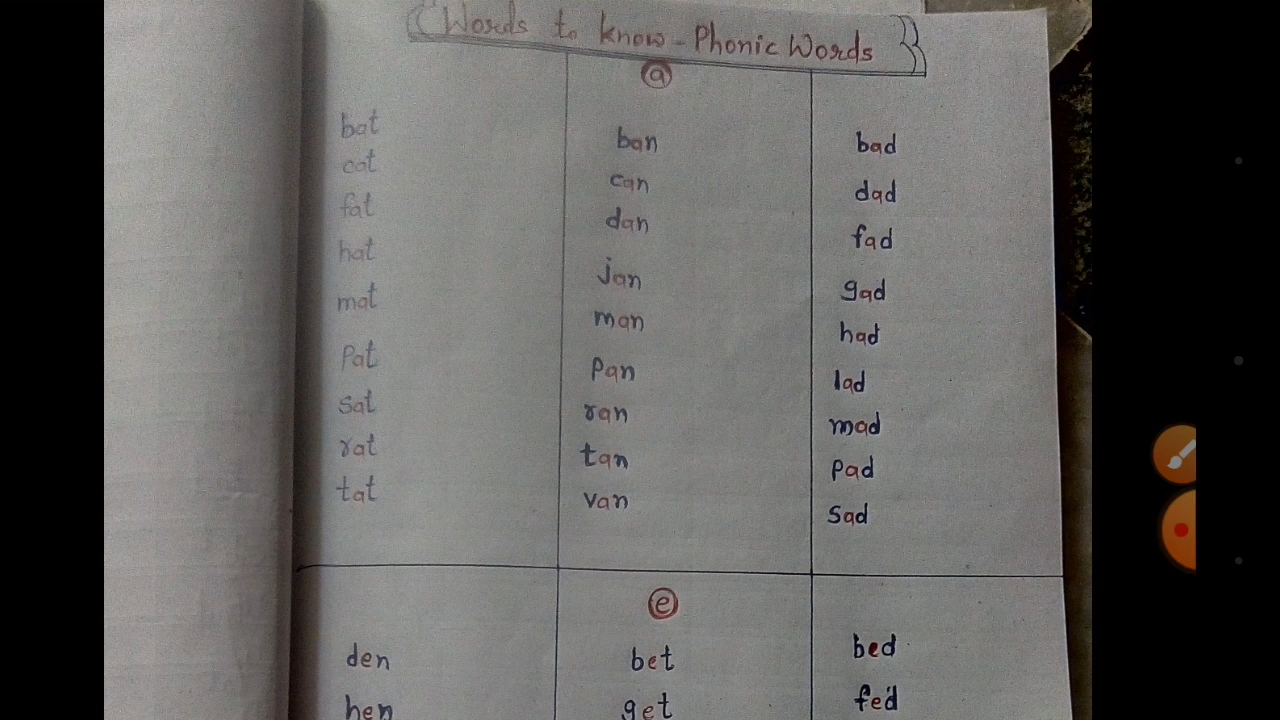 Words to know - Phonic Words
a
bat ban bad
cat can dad
fat dan fad
hat jan gad
mat man had
Pat Pan lad
sat ran mad
rat tan pad
tat van sad
e
den bet bed
hen get fed